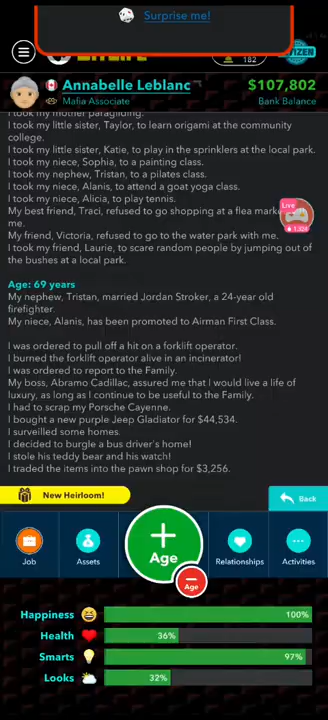 Surprise me!
182
Annabelle Leblanc
$107,802
Mafia Associate
Bank Balance
I took my mother paragliding.
I took my little sister, Taylor, to learn origami at the community
college.
I took my little sister, Katie, to play in the sprinklers at the local park.
I took my niece, Sophia, to a painting class.
I took my nephew, Tristan, to a pilates class.
I took my niece, Alanis, to attend a goat yoga class.
I took my niece, Alicia, to play tennis.
My best friend, Traci, refused to go shopping at a flea
me.
My friend, Victoria, refused to go to the water park with me.
I took my friend, Laurie, to scare random people by jumping out of
the bushes at a local park.
Live
Age: 69 years
My nephew, Tristan, married Jordan Stroker, a 24-year old
firefighter.
My niece, Alanis, has been promoted to Airman First Class.
I was ordered to pull off a hit on a forklift operator.
I burned the forklift operator alive in an incinerator!
I was ordered to report to the Family.
My boss, Abramo Cadillac, assured me that I would live a life of
luxury, as long as I continue to be useful to the Family.
I had to scrap my Porsche Cayenne.
I bought a new purple Jeep Gladiator for $44,534.
I surveilled some homes.
I decided to burgle a bus driver's home!
I stole his teddy bear and his watch!
I traded the items into the pawn shop for $3,256.
New Heirloom!
Back
Job
Assets
Age
Age
Relationships
Activities
Happiness 100%
Health 36%
Smarts 97%
Looks 32%